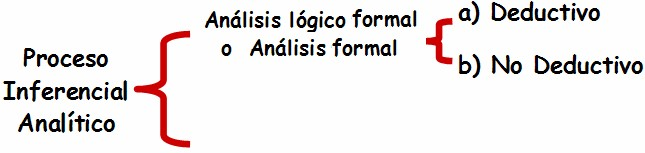 Proceso
Inferencial
Analítico
Análisis lógico formal
o Análisis formal
a) Deductivo
b) No Deductivo